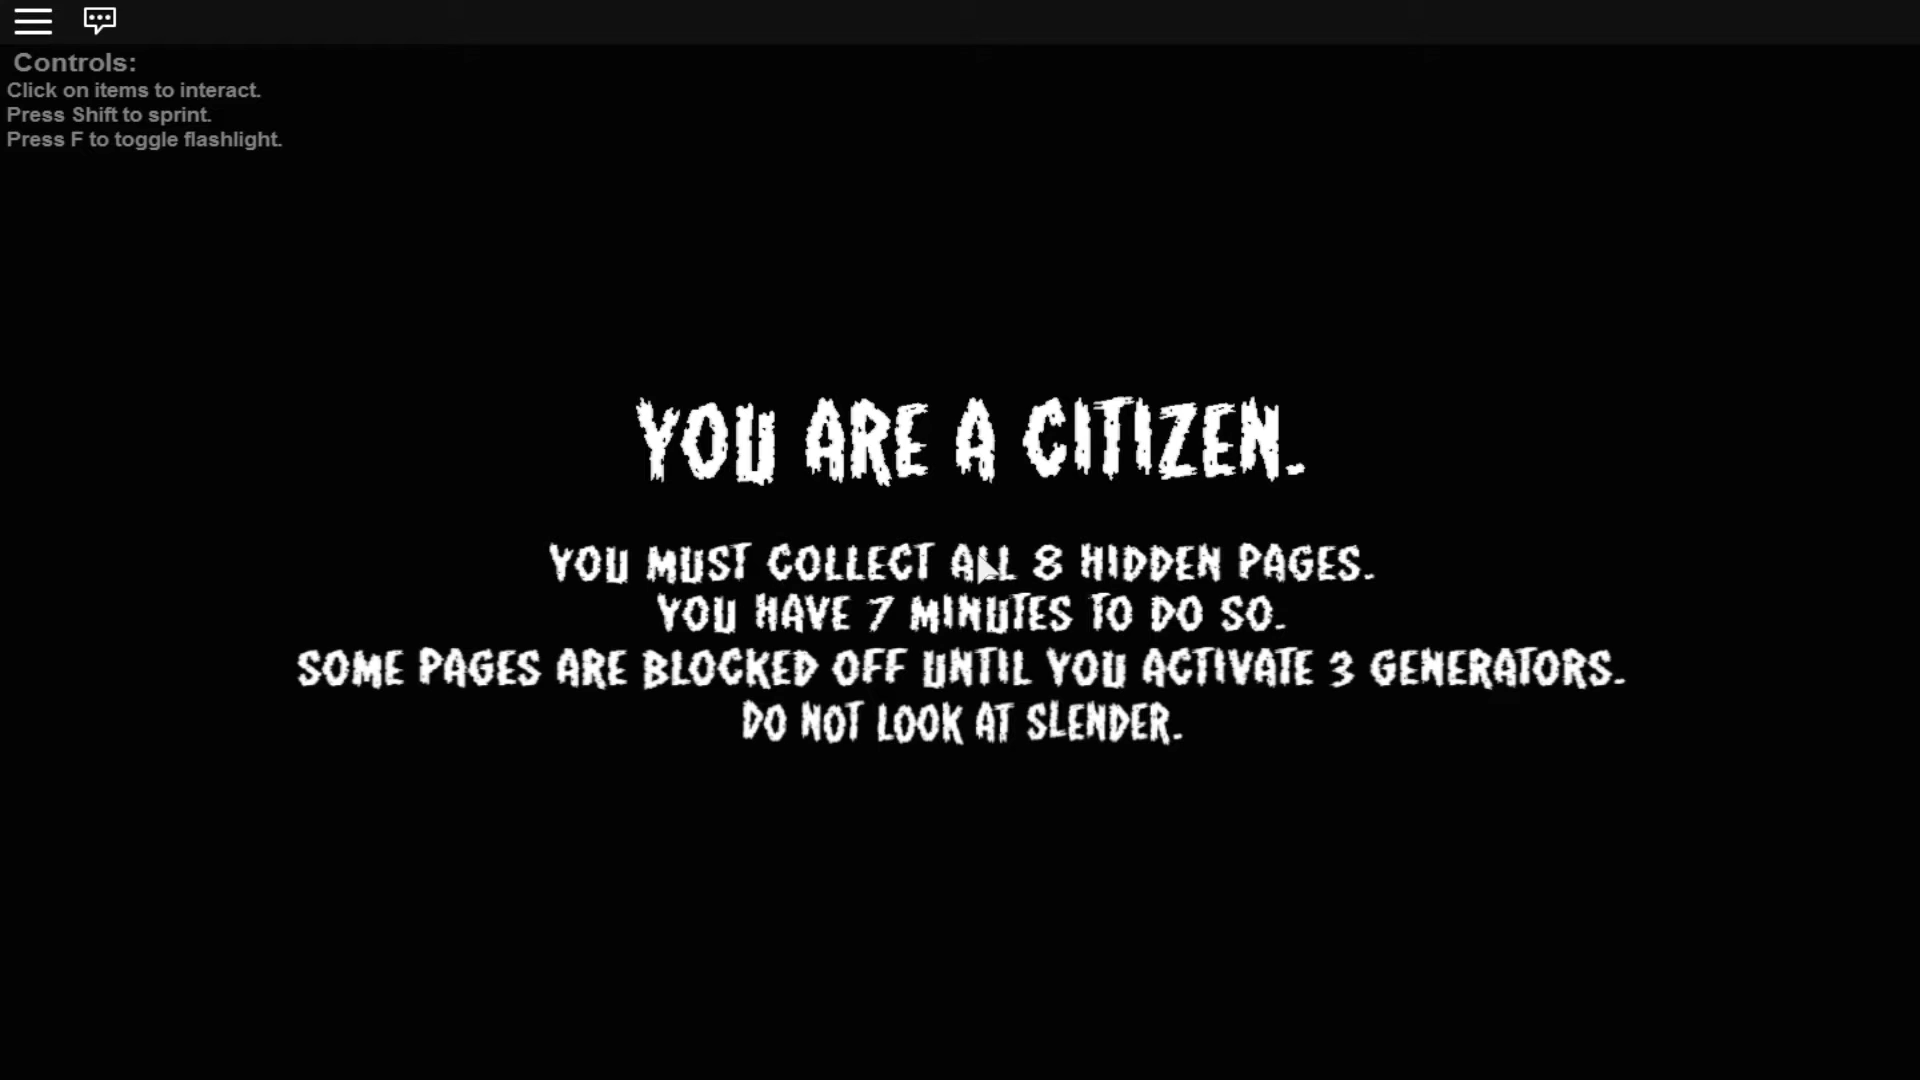 Controls:
Click on items to interact.
Press Shift to sprint.
Press F to toggle flashlight.
YOU ARE A CITIZEN.
YOU MUST COLLECT ALL 8 HIDDEN PAGES.
YOU HAVE 7 MINUTES TO DO SO.
SOME PAGES ARE BLOCKED OFF UNTIL YOU ACTIVATE 3 GENERATORS.
DO NOT LOOK AT SLENDER.